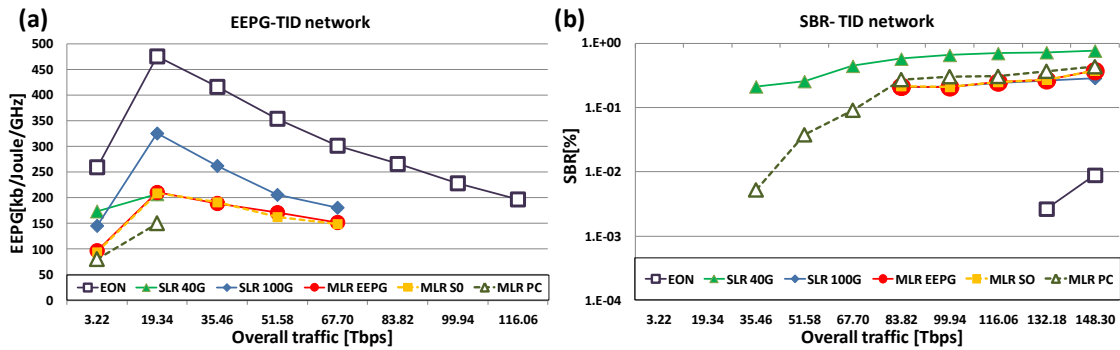 (a)
EEPG-TID network
EEPG[kb/Joule/GHz]
500
450
400
350
300
250
200
150
100
50
0
EON SLR 40G SLR 100G MLR EEPG MLR SO MLR PC
3.22 19.34 35.46 51.58 67.70 83.82 99.94 116.06
Overall traffic [Tbps]
(b)
SBR- TID network
SBR[%]
1.E+00
1.E-01
1.E-02
1.E-03
1.E-04
EON SLR 40G SLR 100G MLR EEPG MLR SO MLR PC
3.22 19.34 35.46 51.58 67.70 83.82 99.94 116.06 132.18 148.30
Overall traffic [Tbps]